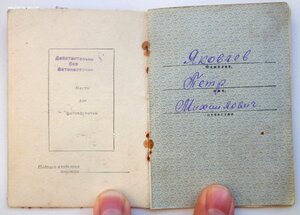 Действительно
без
фотокарточки
Место
для
фотокарточки
Яковлев
фамилия,
Петр
имя,
Михайлович
отчество